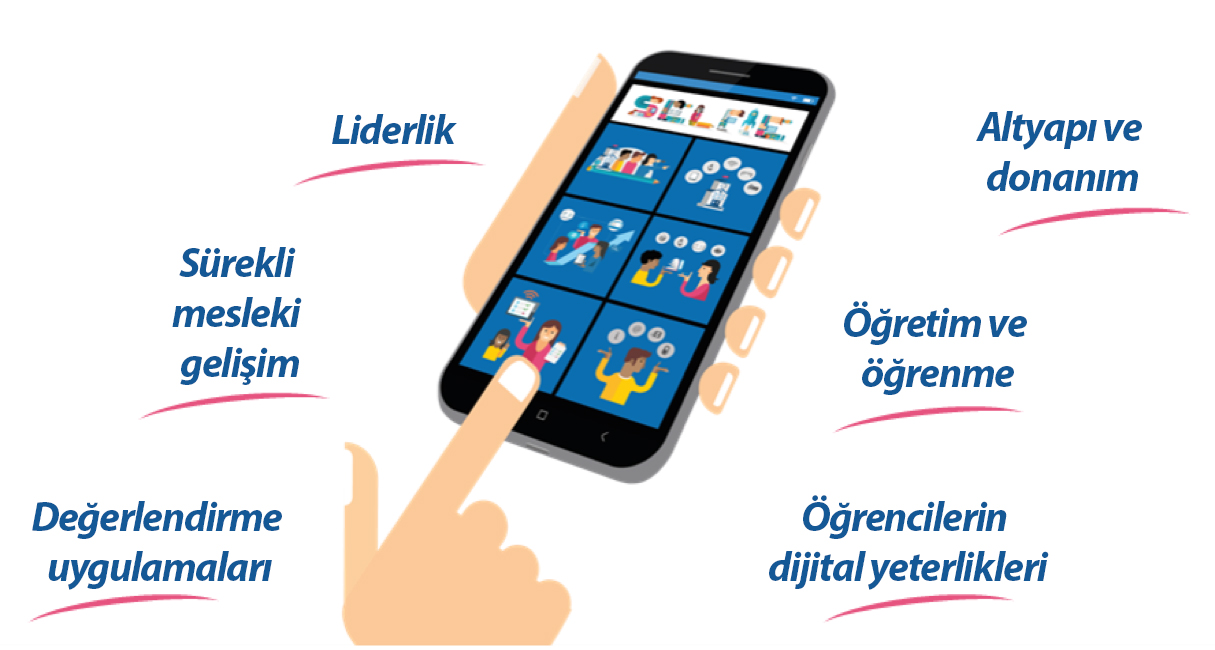 SELFIE
Liderlik
Altyapı ve
donanım
Sürekli
mesleki
gelişim
Öğretim ve
öğrenme
Değerlendirme
uygulamaları
Öğrencilerin
dijital yeterlikleri